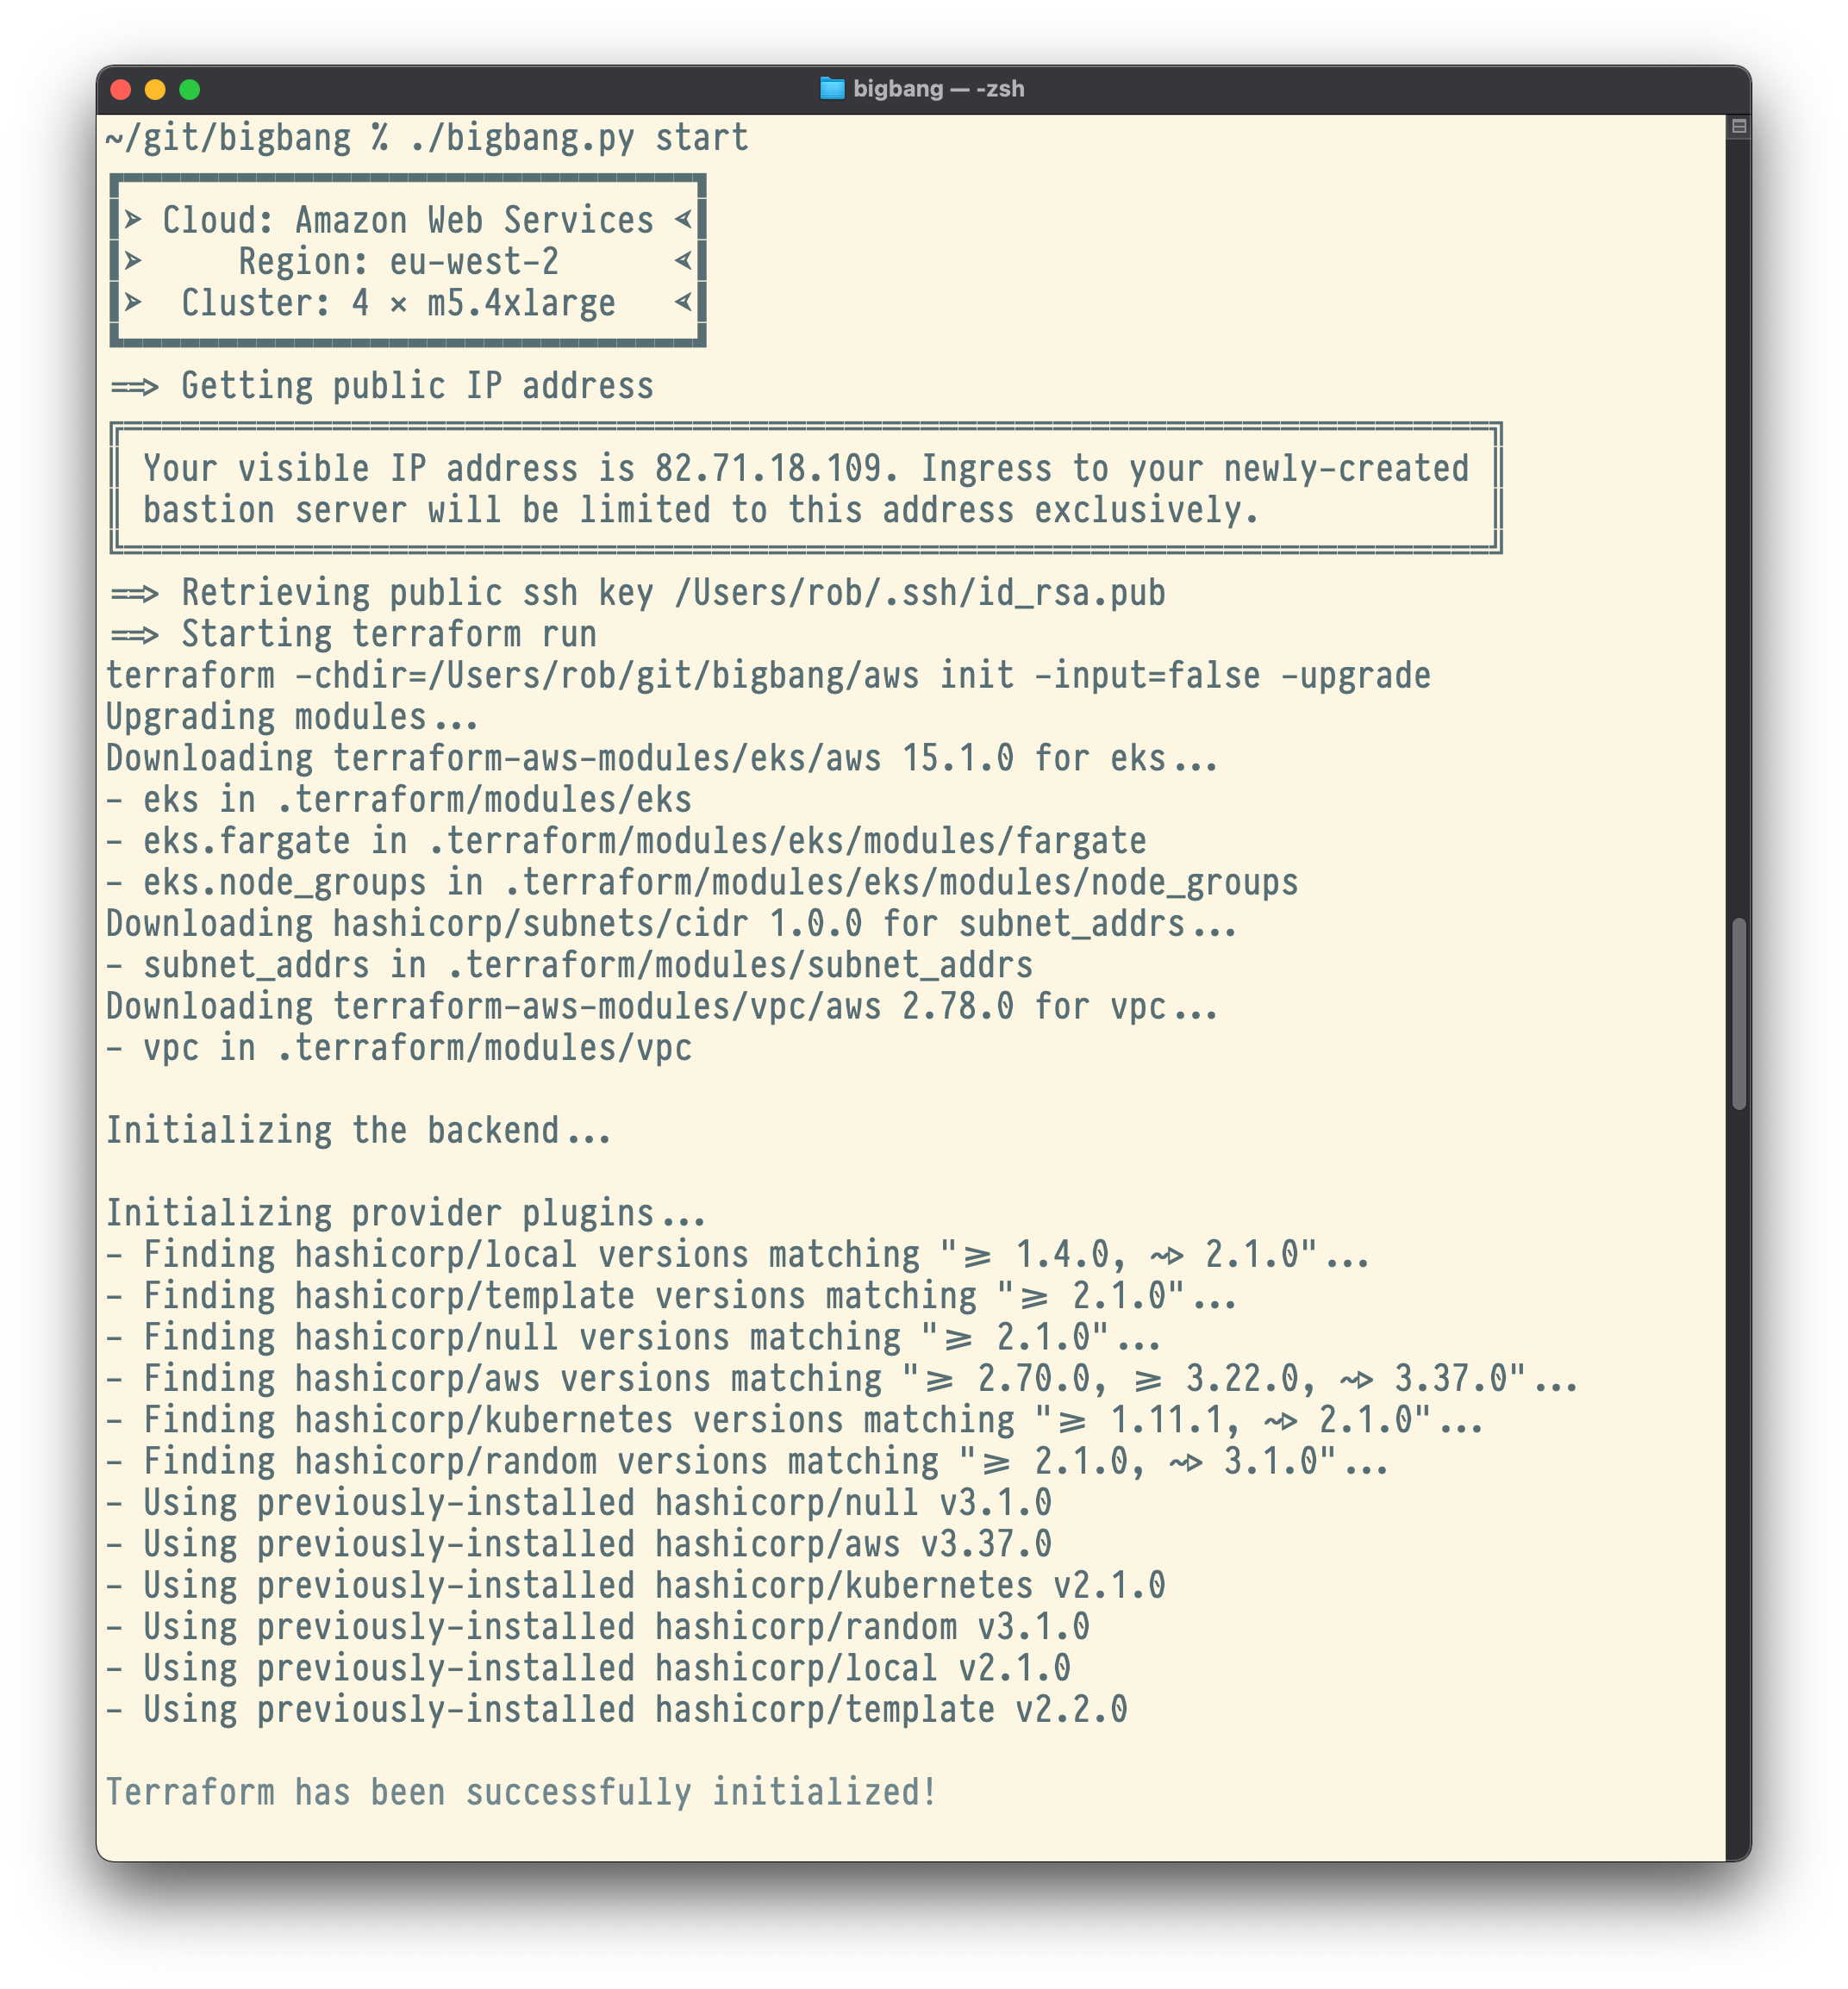 bigbang — -zsh
~/git/bigbang % ./bigbang.py start
➤ Cloud: Amazon Web Services ⮜
➤ Region: eu-west-2 ⮜
➤ Cluster: 4 × m5.4xlarge ⮜
==> Getting public IP address
Your visible IP address is 82.71.18.109. Ingress to your newly-created
bastion server will be limited to this address exclusively.
==> Retrieving public ssh key /Users/rob/.ssh/id_rsa.pub
==> Starting terraform run
terraform -chdir=/Users/rob/git/bigbang/aws init -input=false -upgrade
Upgrading modules...
Downloading terraform-aws-modules/eks/aws 15.1.0 for eks...
- eks in .terraform/modules/eks
- eks.fargate in .terraform/modules/eks/modules/fargate
- eks.node_groups in .terraform/modules/eks/modules/node_groups
Downloading hashicorp/subnets/cidr 1.0.0 for subnet_addrs...
- subnet_addrs in .terraform/modules/subnet_addrs
Downloading terraform-aws-modules/vpc/aws 2.78.0 for vpc...
- vpc in .terraform/modules/vpc
Initializing the backend...
Initializing provider plugins...
- Finding hashicorp/local versions matching ">= 1.4.0, ~> 2.1.0"...
- Finding hashicorp/template versions matching ">= 2.1.0"...
- Finding hashicorp/null versions matching ">= 2.1.0"...
- Finding hashicorp/aws versions matching ">= 2.70.0, >= 3.22.0, ~> 3.37.0"...
- Finding hashicorp/kubernetes versions matching ">= 1.11.1, ~> 2.1.0"...
- Finding hashicorp/random versions matching ">= 2.1.0, ~> 3.1.0"...
- Using previously-installed hashicorp/null v3.1.0
- Using previously-installed hashicorp/aws v3.37.0
- Using previously-installed hashicorp/kubernetes v2.1.0
- Using previously-installed hashicorp/random v3.1.0
- Using previously-installed hashicorp/local v2.1.0
- Using previously-installed hashicorp/template v2.2.0
Terraform has been successfully initialized!